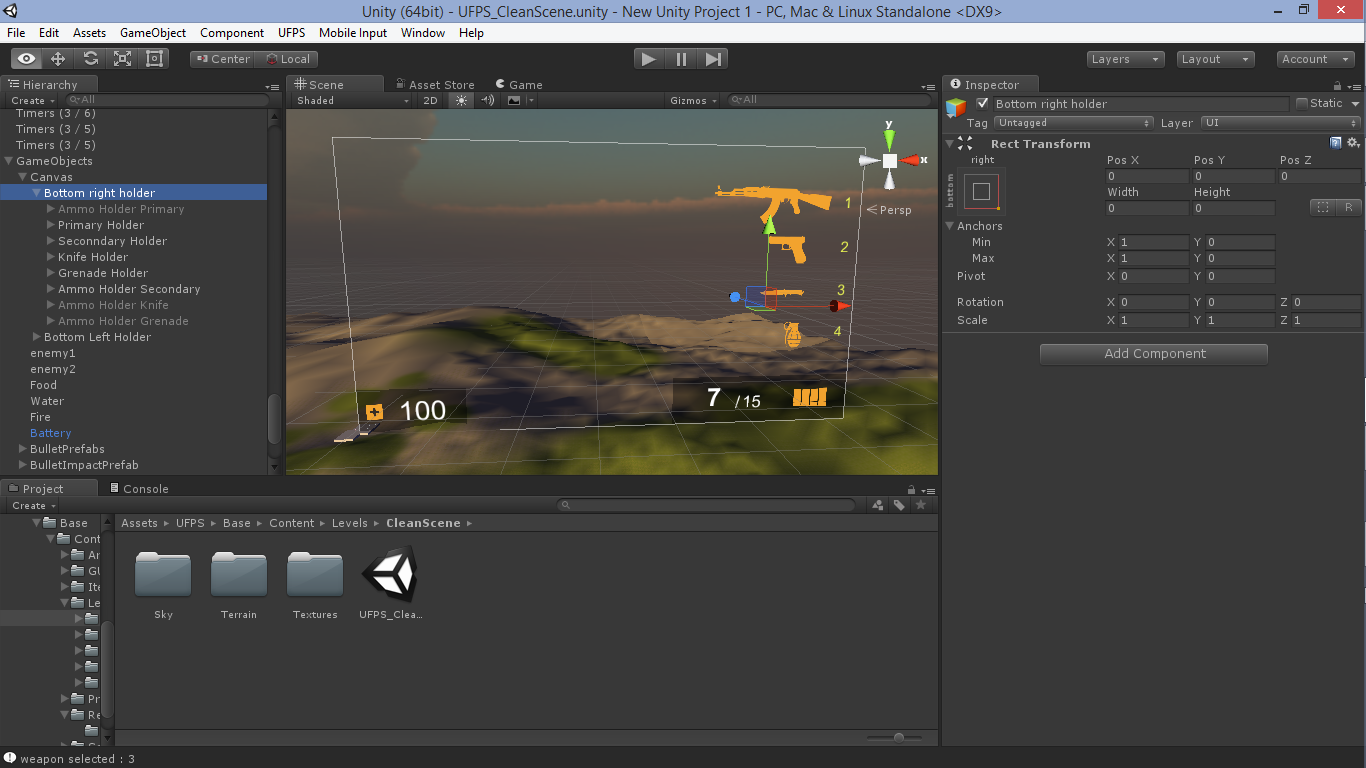 Unity (64bit) - UFPS_CleanScene.unity - New Unity Project 1 - PC, Mac & Linux Standalone <DX9>
File Edit Assets GameObject Component UFPS Mobile Input Window Help
Center Local Layers Layout Account
Hierarchy
Create All
Timers (3 / 6)
Timers (3 / 5)
Timers (3 / 5)
GameObjects
Canvas
Bottom right holder
Ammo Holder Primary
Primary Holder
Seconndary Holder
Knife Holder
Grenade Holder
Ammo Holder Secondary
Ammo Holder Knife
Ammo Holder Grenade
Bottom Left Holder
enemy1
enemy2
Food
Water
Fire
Battery
BulletPrefabs
BulletImpactPrefab
Scene Asset Store Game
Shaded 2D Gizmos All
y
x
Persp
1
2
3
4
100
7 /15
Inspector
Bottom right holder Static
Tag Untagged Layer UI
Rect Transform
right
bottom
Pos X Pos Y Pos Z
0 0 0
Width Height
0 0 R
Anchors
Min X 1 Y 0
Max X 1 Y 0
Pivot X 0 Y 0
Rotation X 0 Y 0 Z 0
Scale X 1 Y 1 Z 1
Add Component
Project Console
Create
Base
Cont
Ar
GU
Ite
Le
Pr
Re
Assets UFPS Base Content Levels CleanScene
Sky Terrain Textures UFPS_Clea...
weapon selected : 3